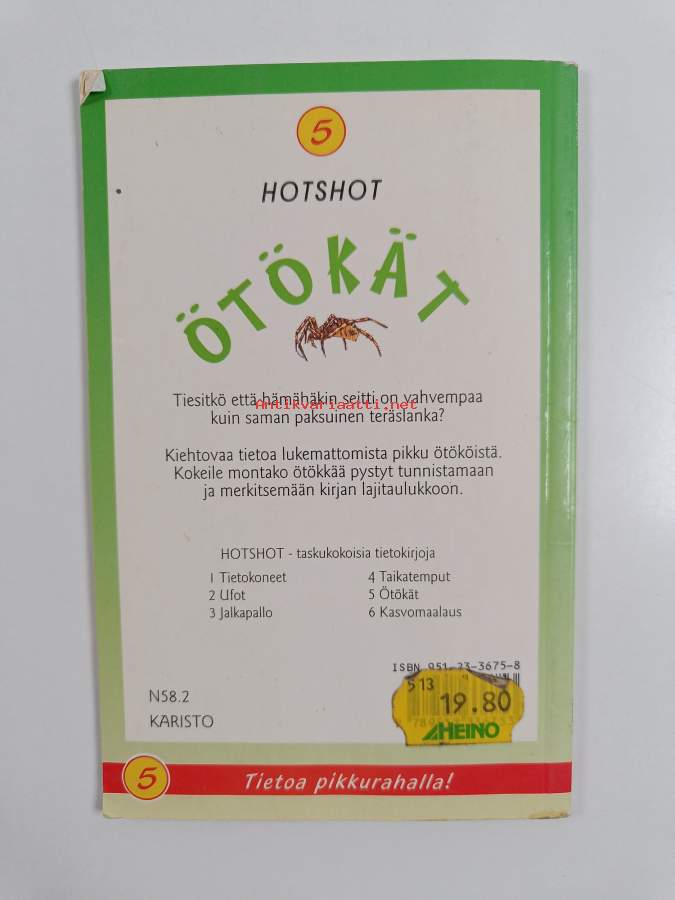 5
HOTSHOT
ÖTÖKÄT
Tiesitkö että hämähäkin seitti on vahvempaa
Antikvariaatti.net
kuin saman paksuinen teräslanka?
Kiehtovaa tietoa lukemattomista pikku ötököistä.
Kokeile montako ötökkää pystyt tunnistamaan
ja merkitsemään kirjan lajitaulukkoon.
HOTSHOT - taskukokoisia tietokirjoja
1 Tietokoneet
2 Ufot
3 Jalkapallo
4 Taikatemput
5 Ötökät
6 Kasvomaalaus
ISBN 951-23-3675-8
5 13
19.80
HEINO
N58.2
KARISTO
5 Tietoa pikkurahalla!